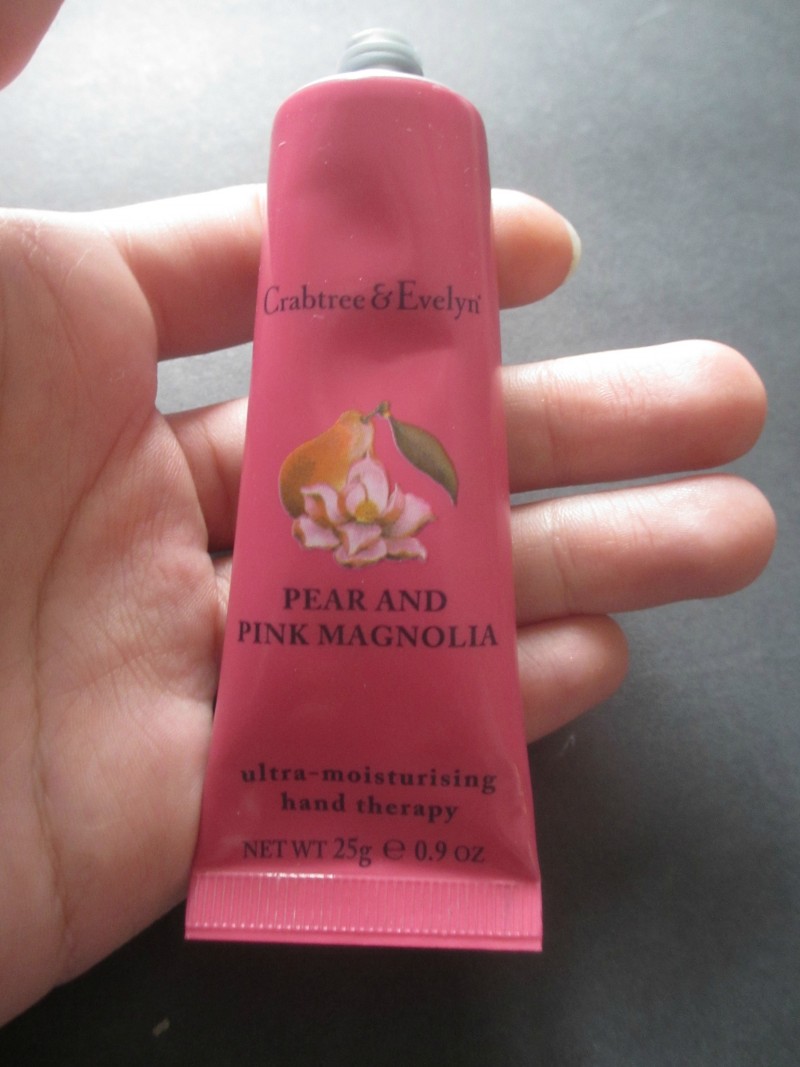 Crabtree & Evelyn®
PEAR AND
PINK MAGNOLIA
ultra-moisturising
hand therapy
NET WT 25g ℮ 0.9 OZ